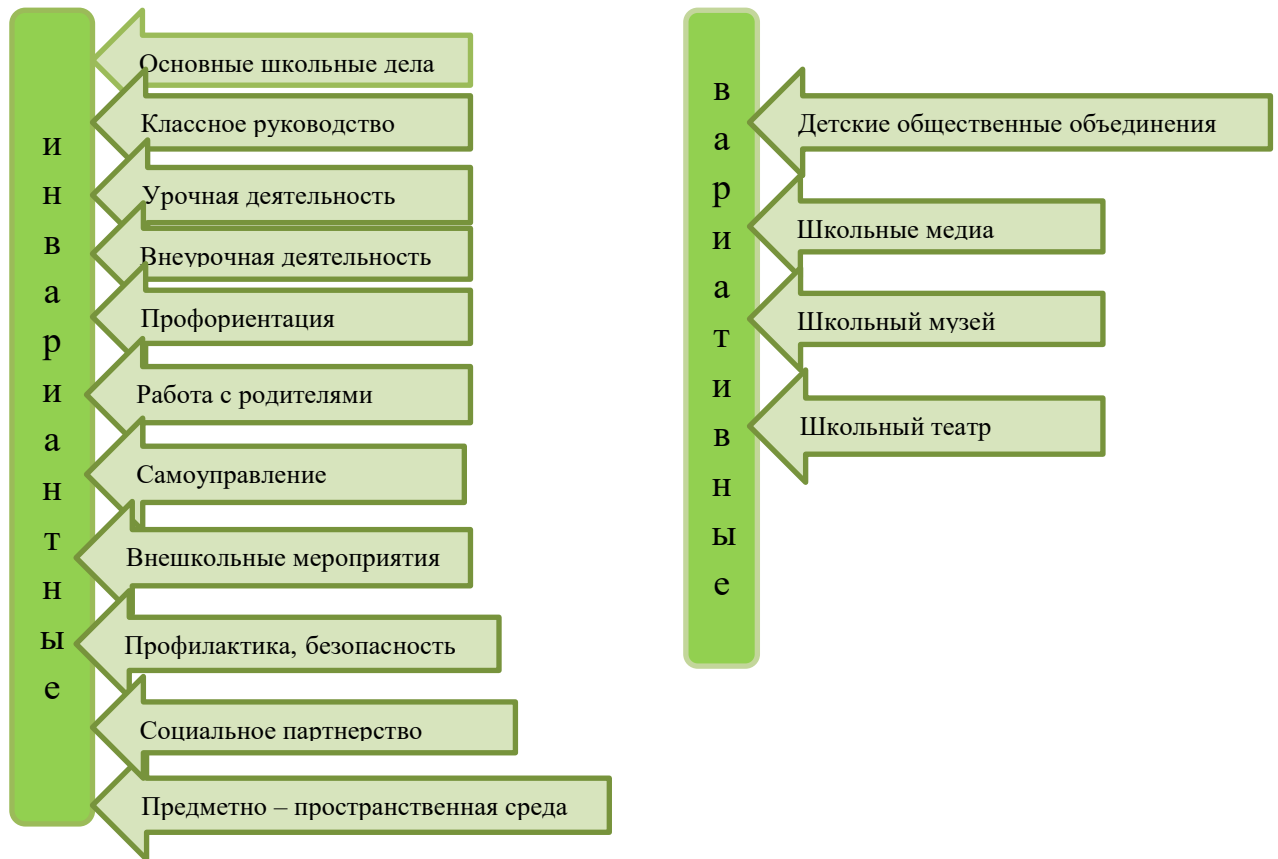 инвариантные
Основные школьные дела
Классное руководство
Урочная деятельность
Внеурочная деятельность
Профориентация
Работа с родителями
Самоуправление
Внешкольные мероприятия
Профилактика, безопасность
Социальное партнерство
Предметно – пространственная среда
вариативные
Детские общественные объединения
Школьные медиа
Школьный музей
Школьный театр